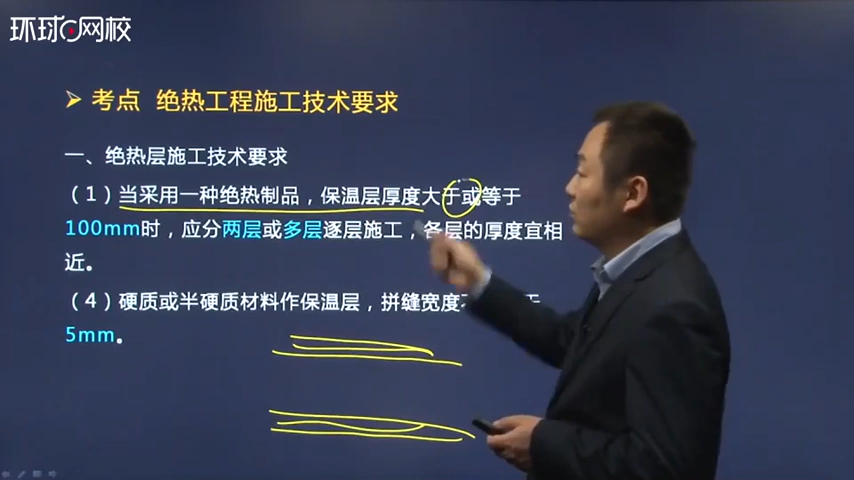 环球网校
考点 绝热工程施工技术要求
一、绝热层施工技术要求
（1）当采用一种绝热制品，保温层厚度大于或等于
100mm时，应分两层或多层逐层施工，各层的厚度宜相
近。
（4）硬质或半硬质材料作保温层，拼缝宽度
5mm。